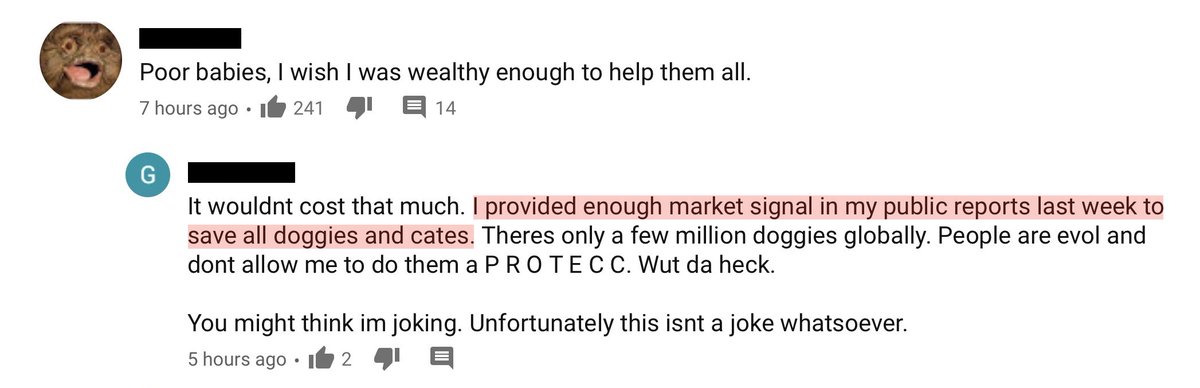 Poor babies, I wish I was wealthy enough to help them all.
7 hours ago • 241 14
G
It wouldnt cost that much. I provided enough market signal in my public reports last week to
save all doggies and cates. Theres only a few million doggies globally. People are evol and
dont allow me to do them a P R O T E C C. Wut da heck.
You might think im joking. Unfortunately this isnt a joke whatsoever.
5 hours ago • 2